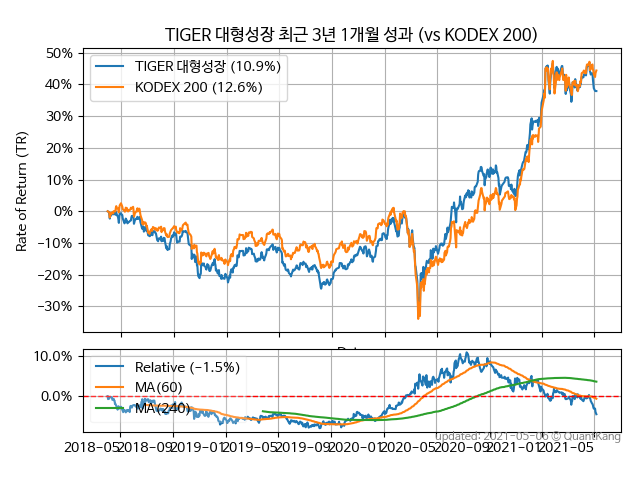 TIGER 대형성장 최근 3년 1개월 성과 (vs KODEX 200)
50%
40%
30%
20%
10%
0%
−10%
−20%
−30%
Rate of Return (TR)
TIGER 대형성장 (10.9%)
KODEX 200 (12.6%)
10.0%
0.0%
Relative (−1.5%)
MA(60)
MA(240)
2018-05 2018-09 2019-01 2019-05 2019-09 2020-01 2020-05 2020-09 2021-01 2021-05
updated: 2021-05-06 © QuantKang